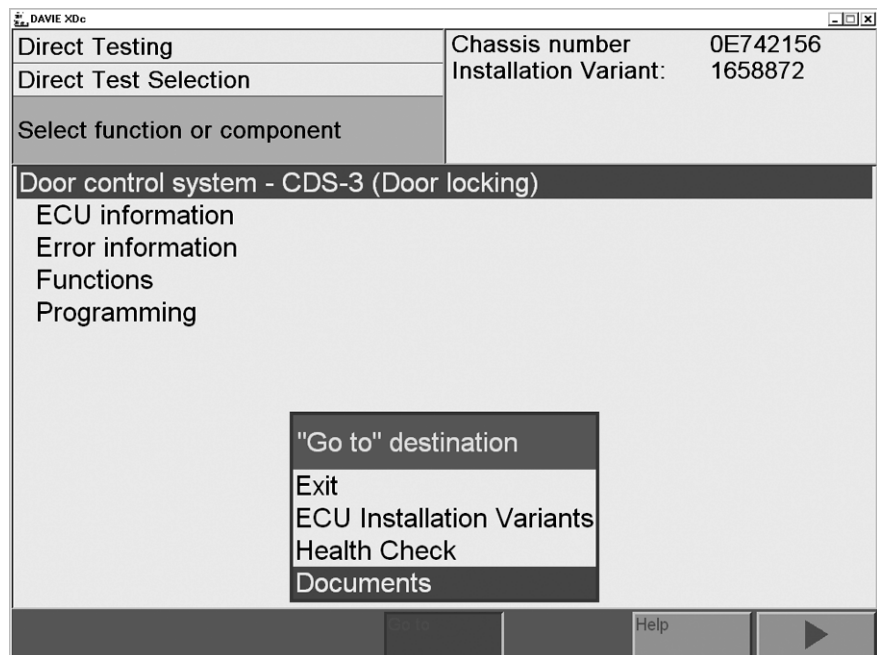 DAVIE XDc
Direct Testing
Direct Test Selection
Select function or component
Chassis number 0E742156
Installation Variant: 1658872
Door control system - CDS-3 (Door locking)
ECU information
Error information
Functions
Programming
"Go to" destination
Exit
ECU Installation Variants
Health Check
Documents
Go to
Help